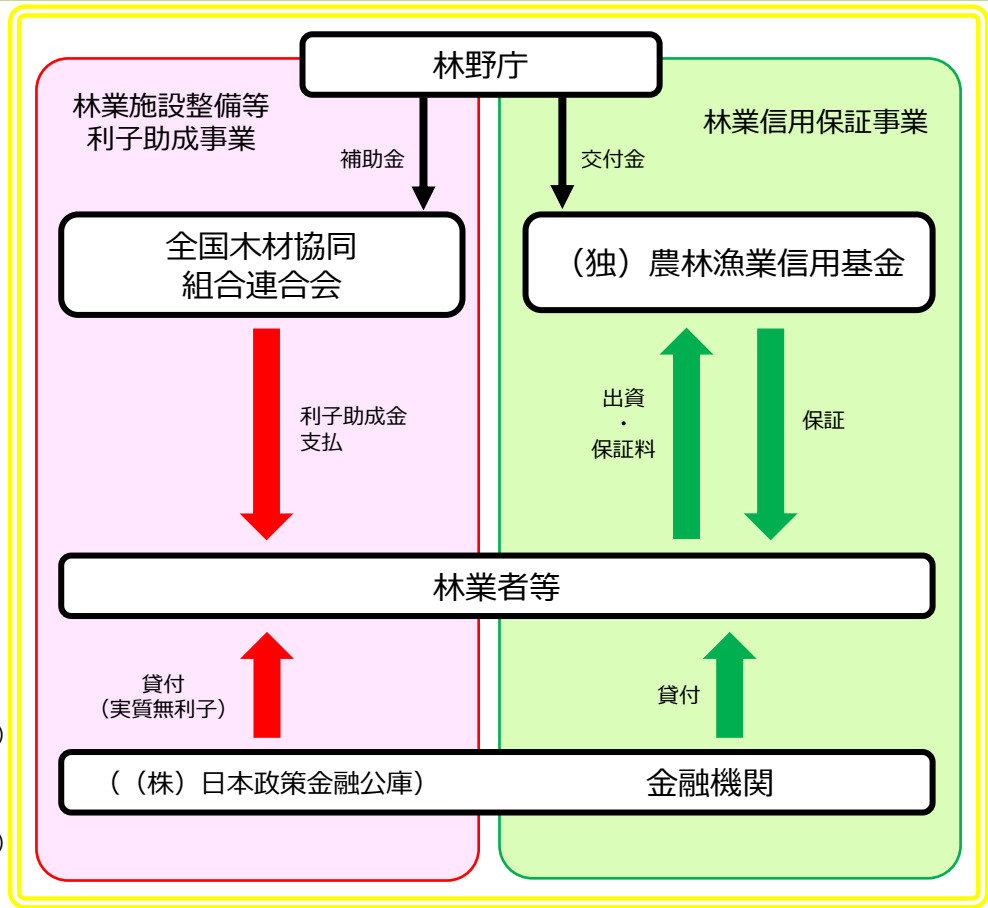 林野庁
林業施設整備等
利子助成事業
林業信用保証事業
補助金
交付金
全国木材協同
組合連合会
（独）農林漁業信用基金
利子助成金
支払
出資
・
保証料
保証
林業者等
貸付
（実質無利子）
貸付
（（株）日本政策金融公庫）
金融機関
）
）